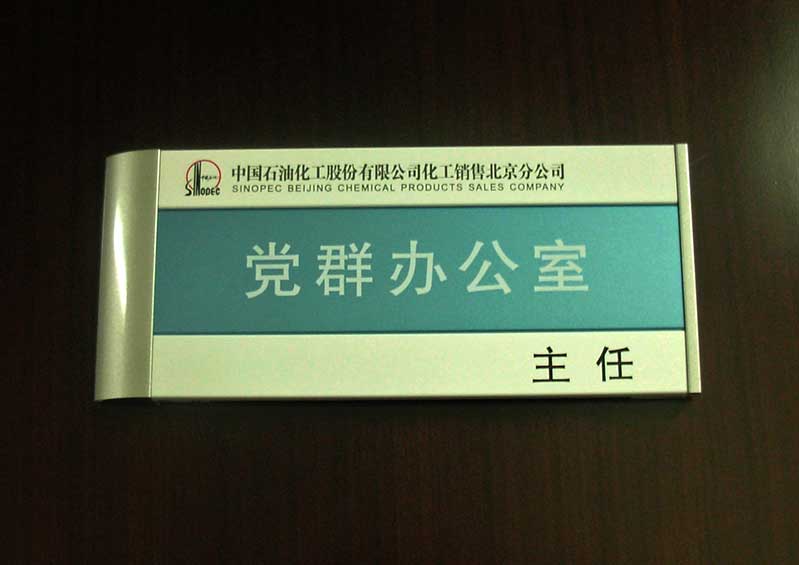 中国石油化工股份有限公司化工销售北京分公司
SINOPEC BEIJING CHEMICAL PRODUCTS SALES COMPANY
SINOPEC
党群办公室
主任